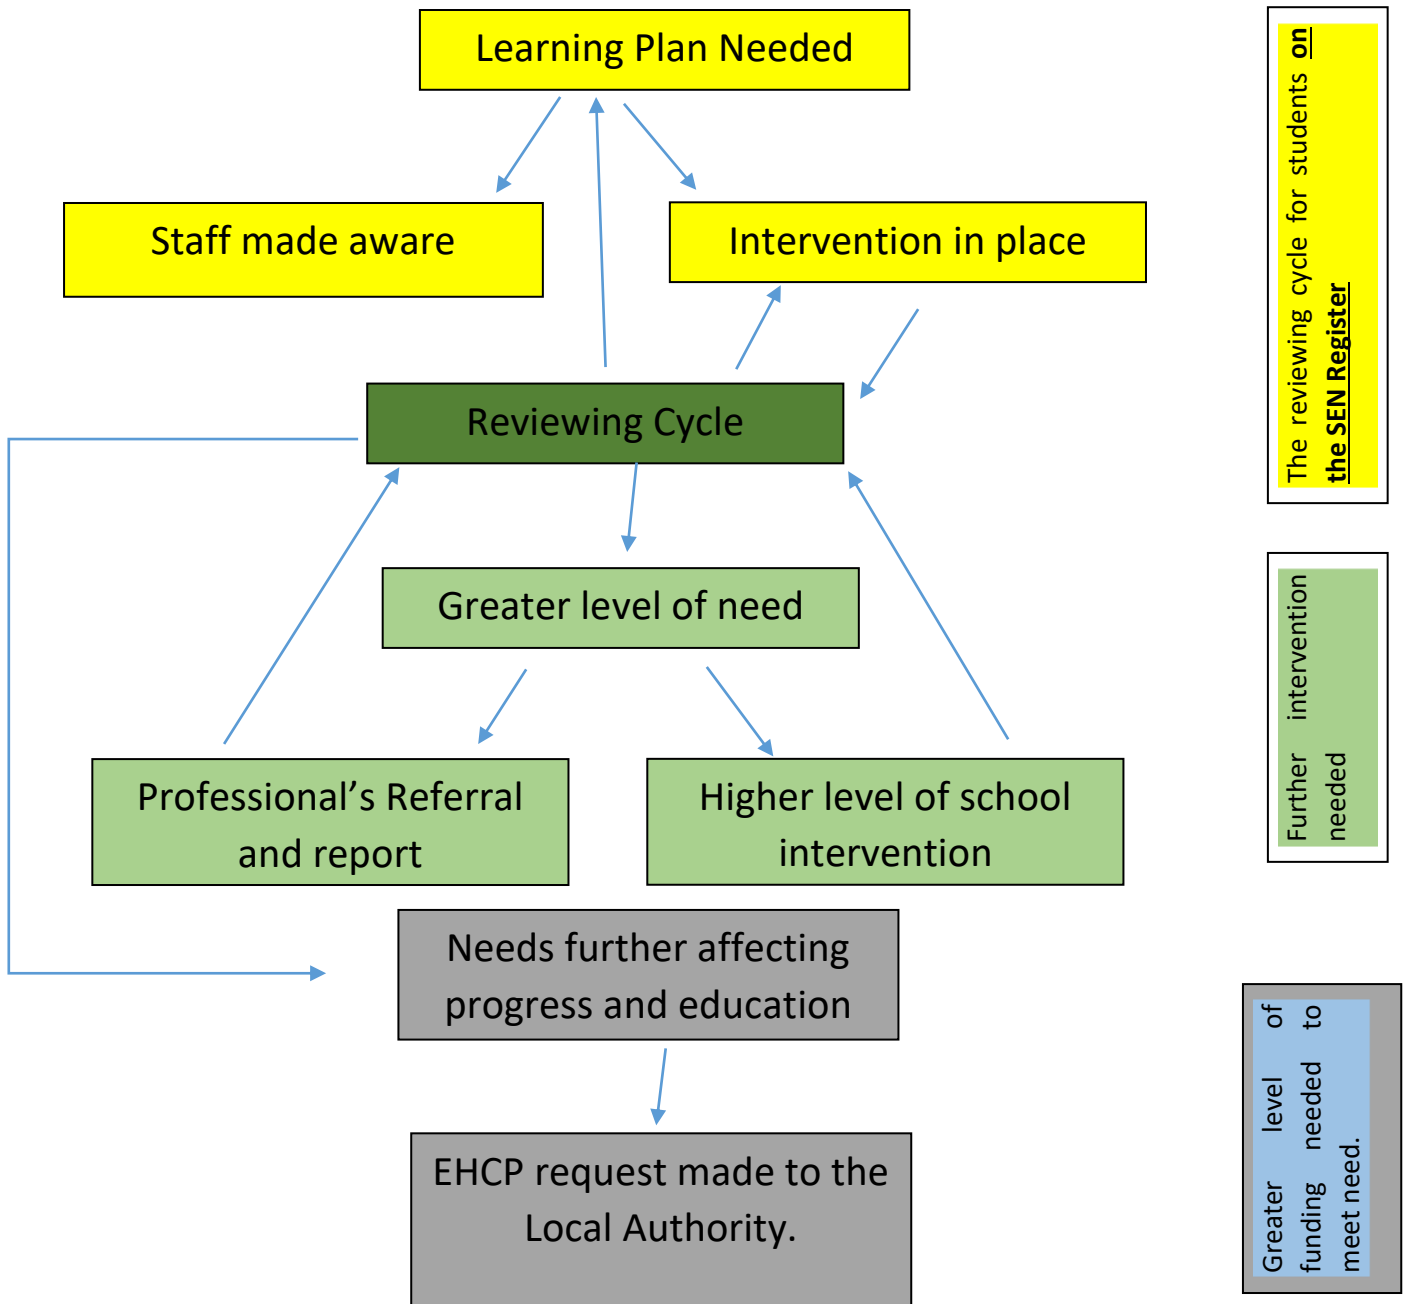 Learning Plan Needed
Staff made aware
Intervention in place
Reviewing Cycle
Greater level of need
Professional’s Referral
and report
Higher level of school
intervention
Needs further affecting
progress and education
EHCP request made to the
Local Authority.
The reviewing cycle for students on
the SEN Register
Further intervention
needed
Greater level of
funding needed to
meet need.